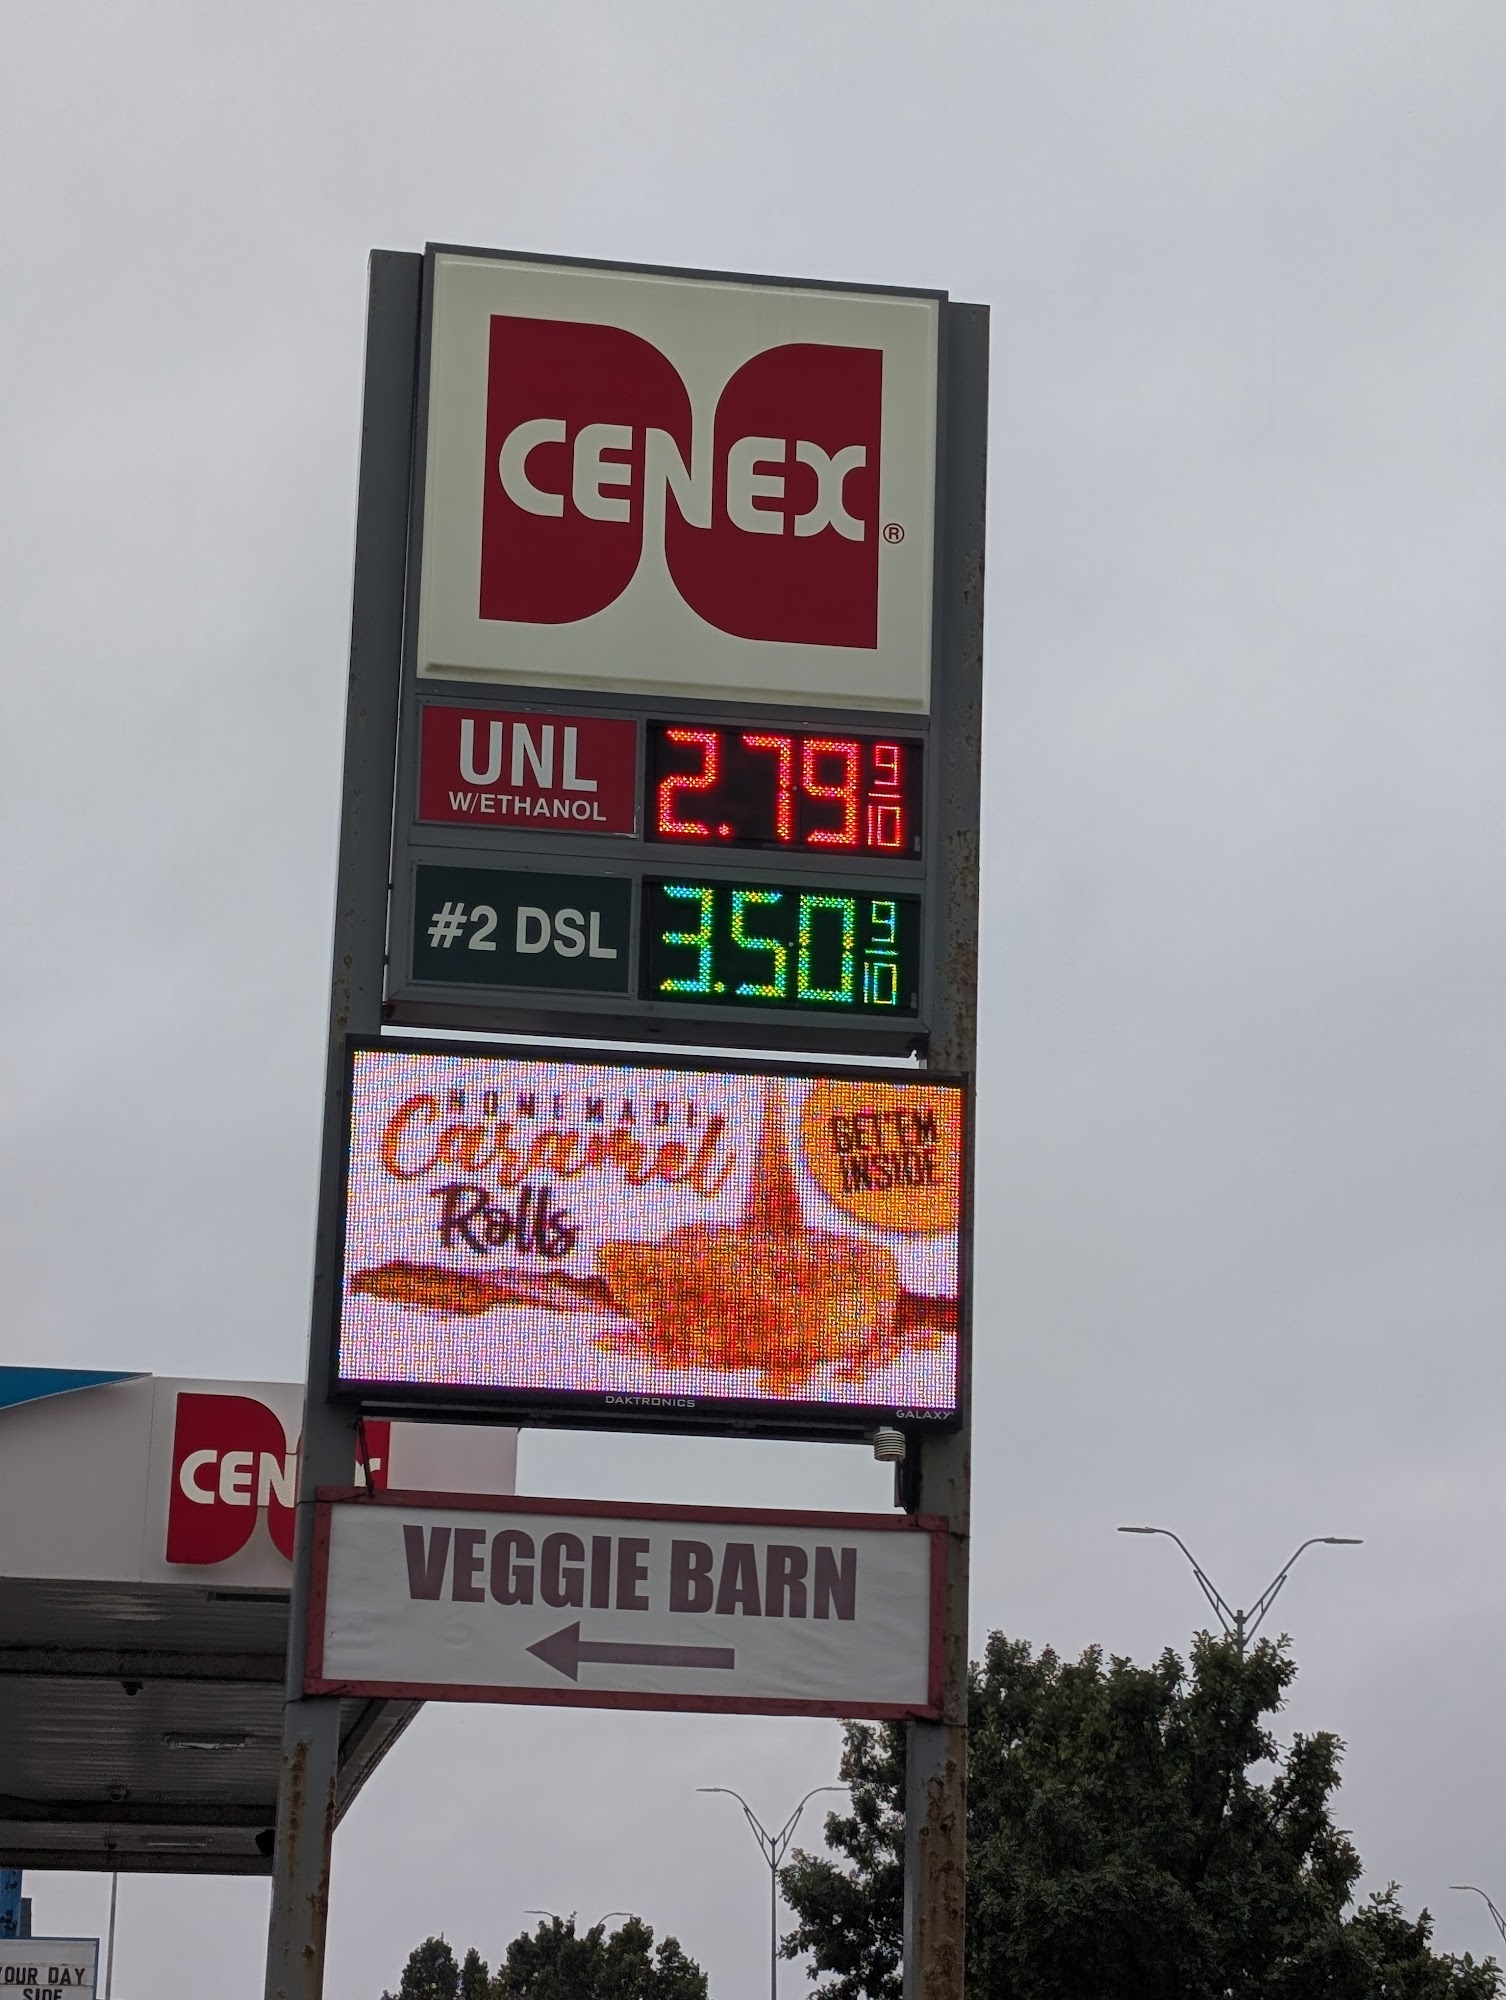 CENEX®
UNL
W/ETHANOL
2.79 9/10
#2 DSL
3.50 9/10
HOMEMADE
Caramel
Rolls
GET'EM
INSIDE
DAKTRONICS
GALAXY
CEN
VEGGIE BARN
YOUR DAY
SIDE